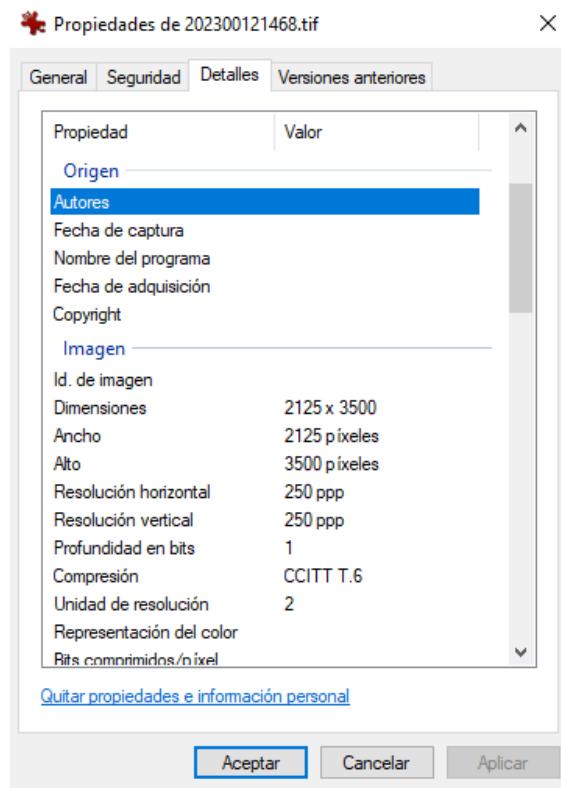 Propiedades de 202300121468.tif
General Seguridad Detalles Versiones anteriores
Propiedad Valor
Origen
Autores
Fecha de captura
Nombre del programa
Fecha de adquisición
Copyright
Imagen
Id. de imagen
Dimensiones 2125 x 3500
Ancho 2125 píxeles
Alto 3500 píxeles
Resolución horizontal 250 ppp
Resolución vertical 250 ppp
Profundidad en bits 1
Compresión CCITT T.6
Unidad de resolución 2
Representación del color
Bits comprimidos/píxel
Quitar propiedades e información personal
Aceptar Cancelar Aplicar